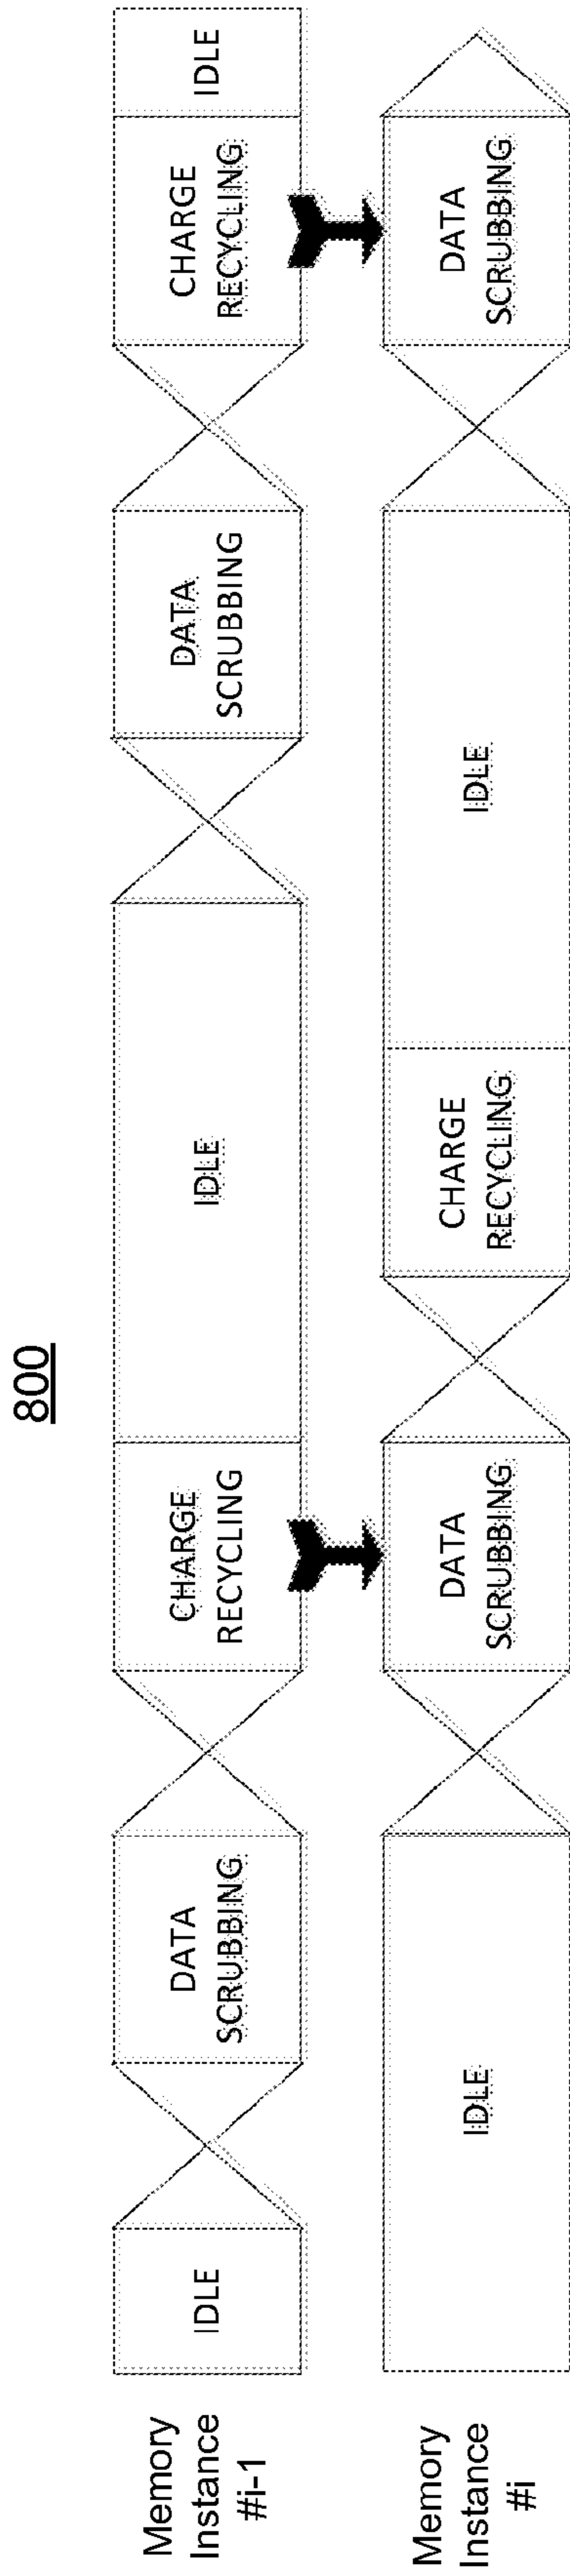 800
Memory
Instance
#i-1
IDLE
DATA
SCRUBBING
CHARGE
RECYCLING
IDLE
DATA
SCRUBBING
CHARGE
RECYCLING
IDLE
Memory
Instance
#i
IDLE
DATA
SCRUBBING
CHARGE
RECYCLING
IDLE
DATA
SCRUBBING